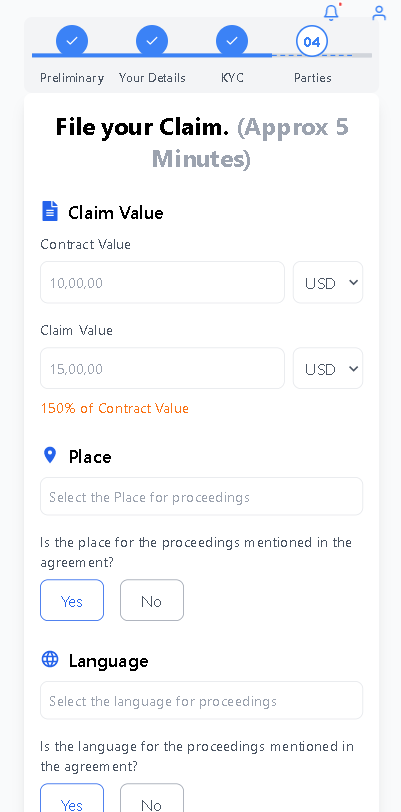 04
Preliminary Your Details KYC Parties
File your Claim. (Approx 5
Minutes)
Claim Value
Contract Value
10,00,00 USD
Claim Value
15,00,00 USD
150% of Contract Value
Place
Select the Place for proceedings
Is the place for the proceedings mentioned in the
agreement?
Yes No
Language
Select the language for proceedings
Is the language for the proceedings mentioned in
the agreement?
Yes No